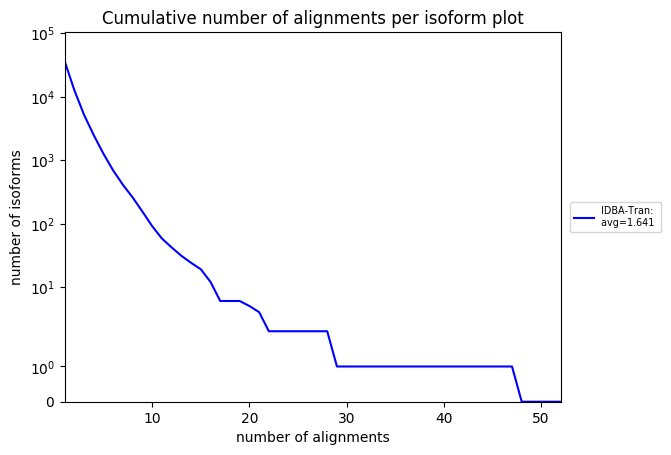 Cumulative number of alignments per isoform plot
10^5
10^4
10^3
10^2
10^1
10^0
0
number of isoforms
10 20 30 40 50
number of alignments
IDBA-Tran:
avg=1.641